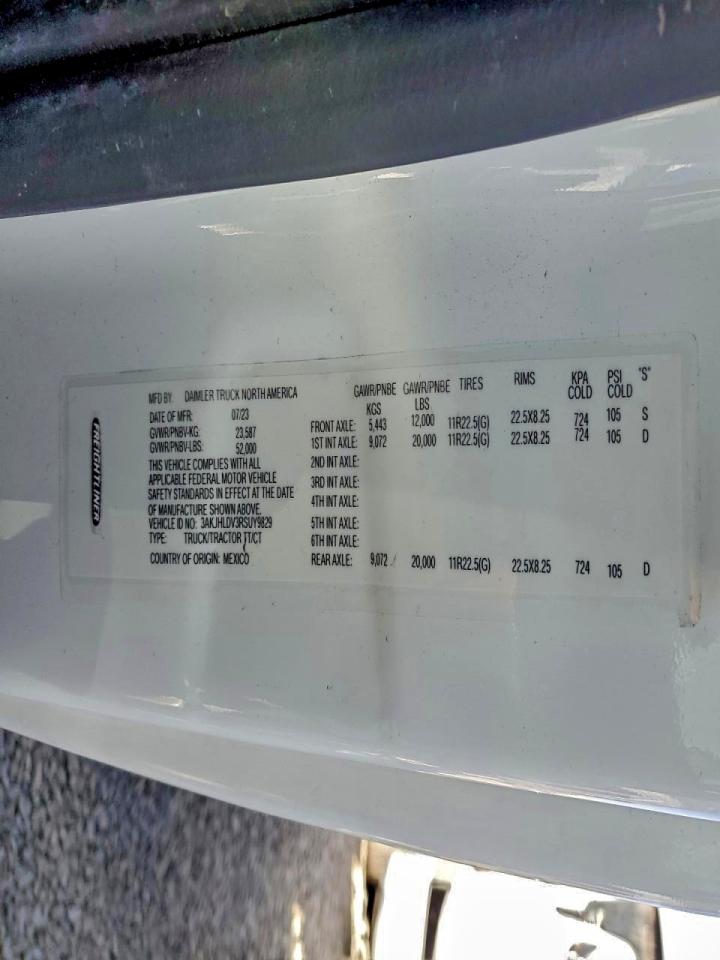 FREIGHTLINER
MFD BY: DAIMLER TRUCK NORTH AMERICA
DATE OF MFR: 07/23
GVWR/PNBV-KG: 23,587
GVWR/PNBV-LBS: 52,000
THIS VEHICLE COMPLIES WITH ALL
APPLICABLE FEDERAL MOTOR VEHICLE
SAFETY STANDARDS IN EFFECT AT THE DATE
OF MANUFACTURE SHOWN ABOVE.
VEHICLE ID NO: 3AKJHLDV3RSUY9829
TYPE: TRUCK/TRACTOR TT/CT
COUNTRY OF ORIGIN: MEXICO
GAWR/PNBE KGS GAWR/PNBE LBS TIRES RIMS KPA COLD PSI COLD "S"
FRONT AXLE: 5,443 12,000 11R22.5(G) 22.5X8.25 724 105 S
1ST INT AXLE: 9,072 20,000 11R22.5(G) 22.5X8.25 724 105 D
2ND INT AXLE:
3RD INT AXLE:
4TH INT AXLE:
5TH INT AXLE:
6TH INT AXLE:
REAR AXLE: 9,072 20,000 11R22.5(G) 22.5X8.25 724 105 D